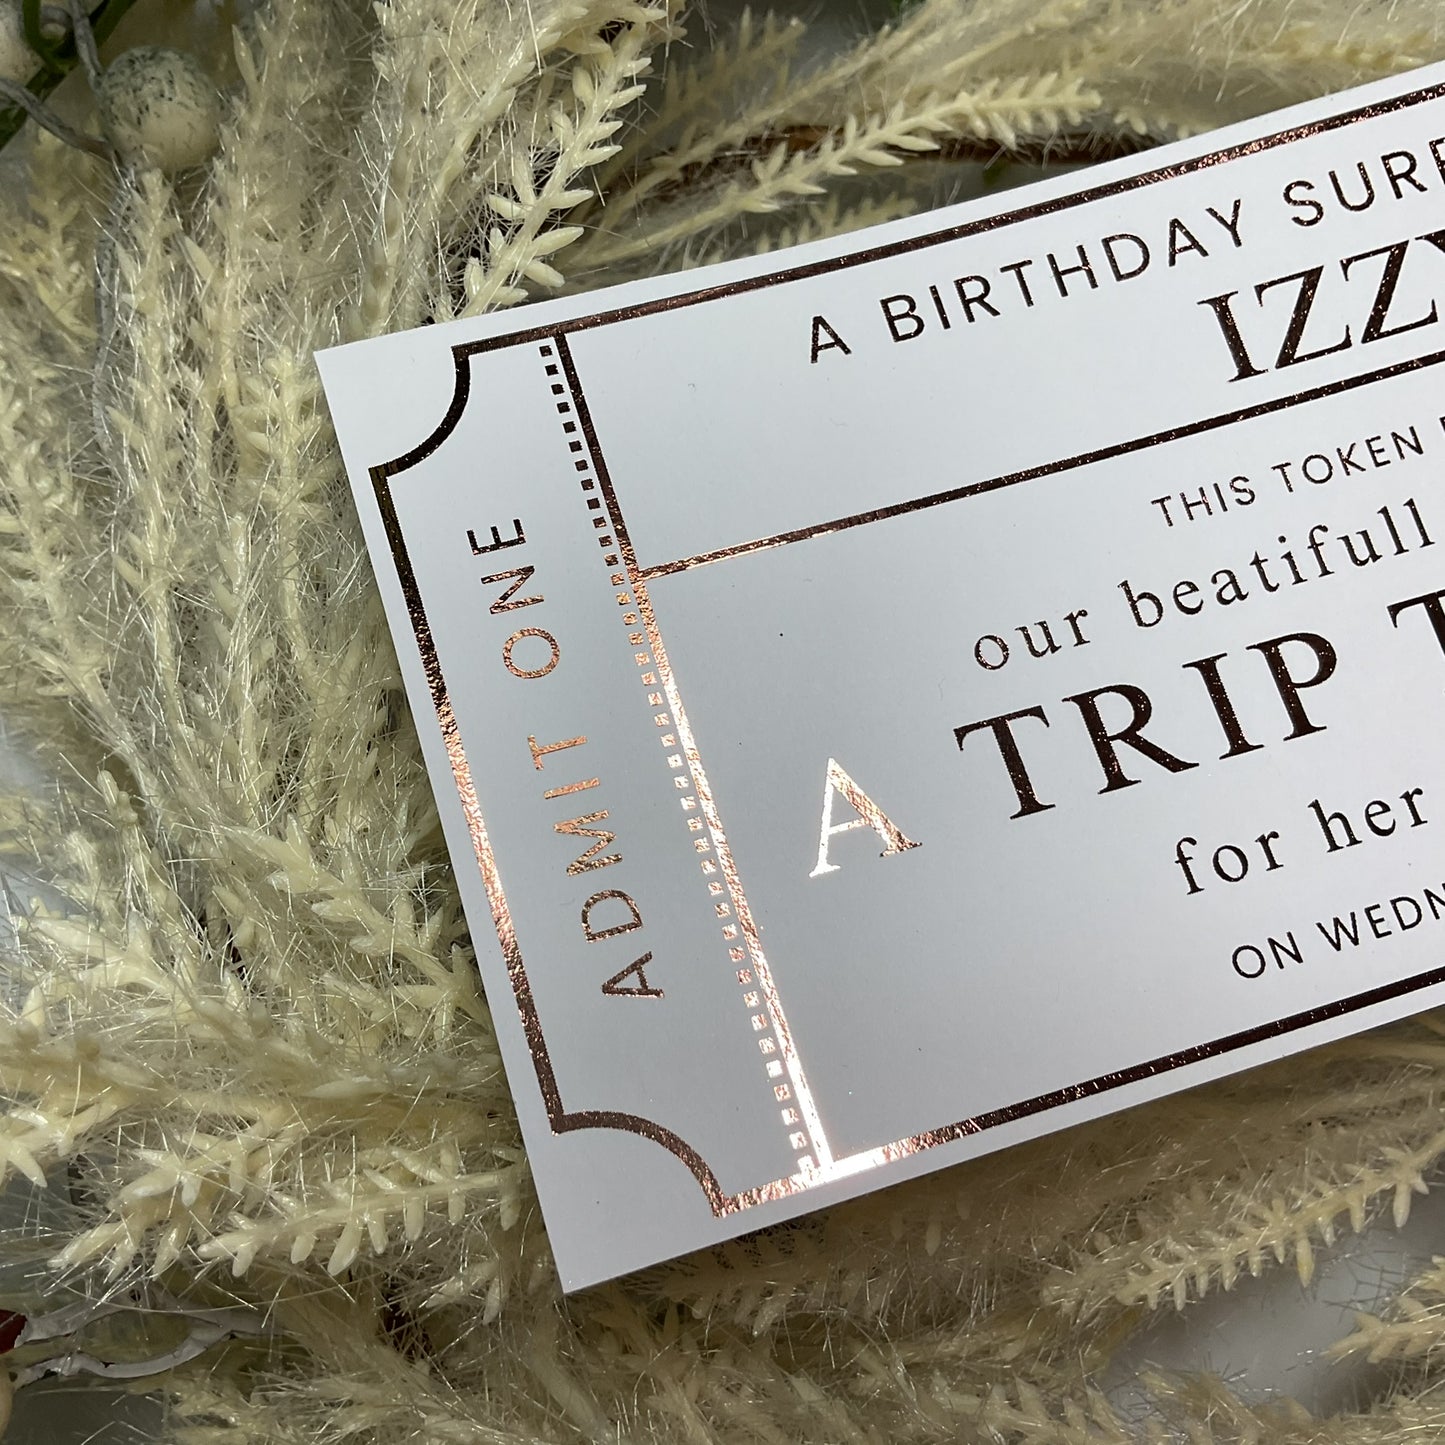 ADMIT ONE
A BIRTHDAY SURP
IZZY
THIS TOKEN
our beatifull
A TRIP T
for her
ON WEDN